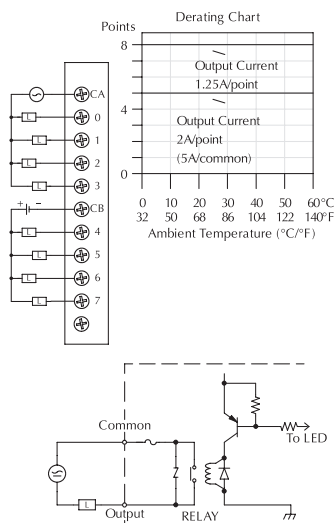 Derating Chart
Points
8
Output Current
1.25A/point
4
Output Current
2A/point
(5A/common)
0
0 10 20 30 40 50 60°C
32 50 68 86 104 122 140°F
Ambient Temperature (°C/°F)
CA
L 0
L 1
L 2
L 3
+ − CB
L 4
L 5
L 6
L 7
Common
To LED
L
Output
RELAY